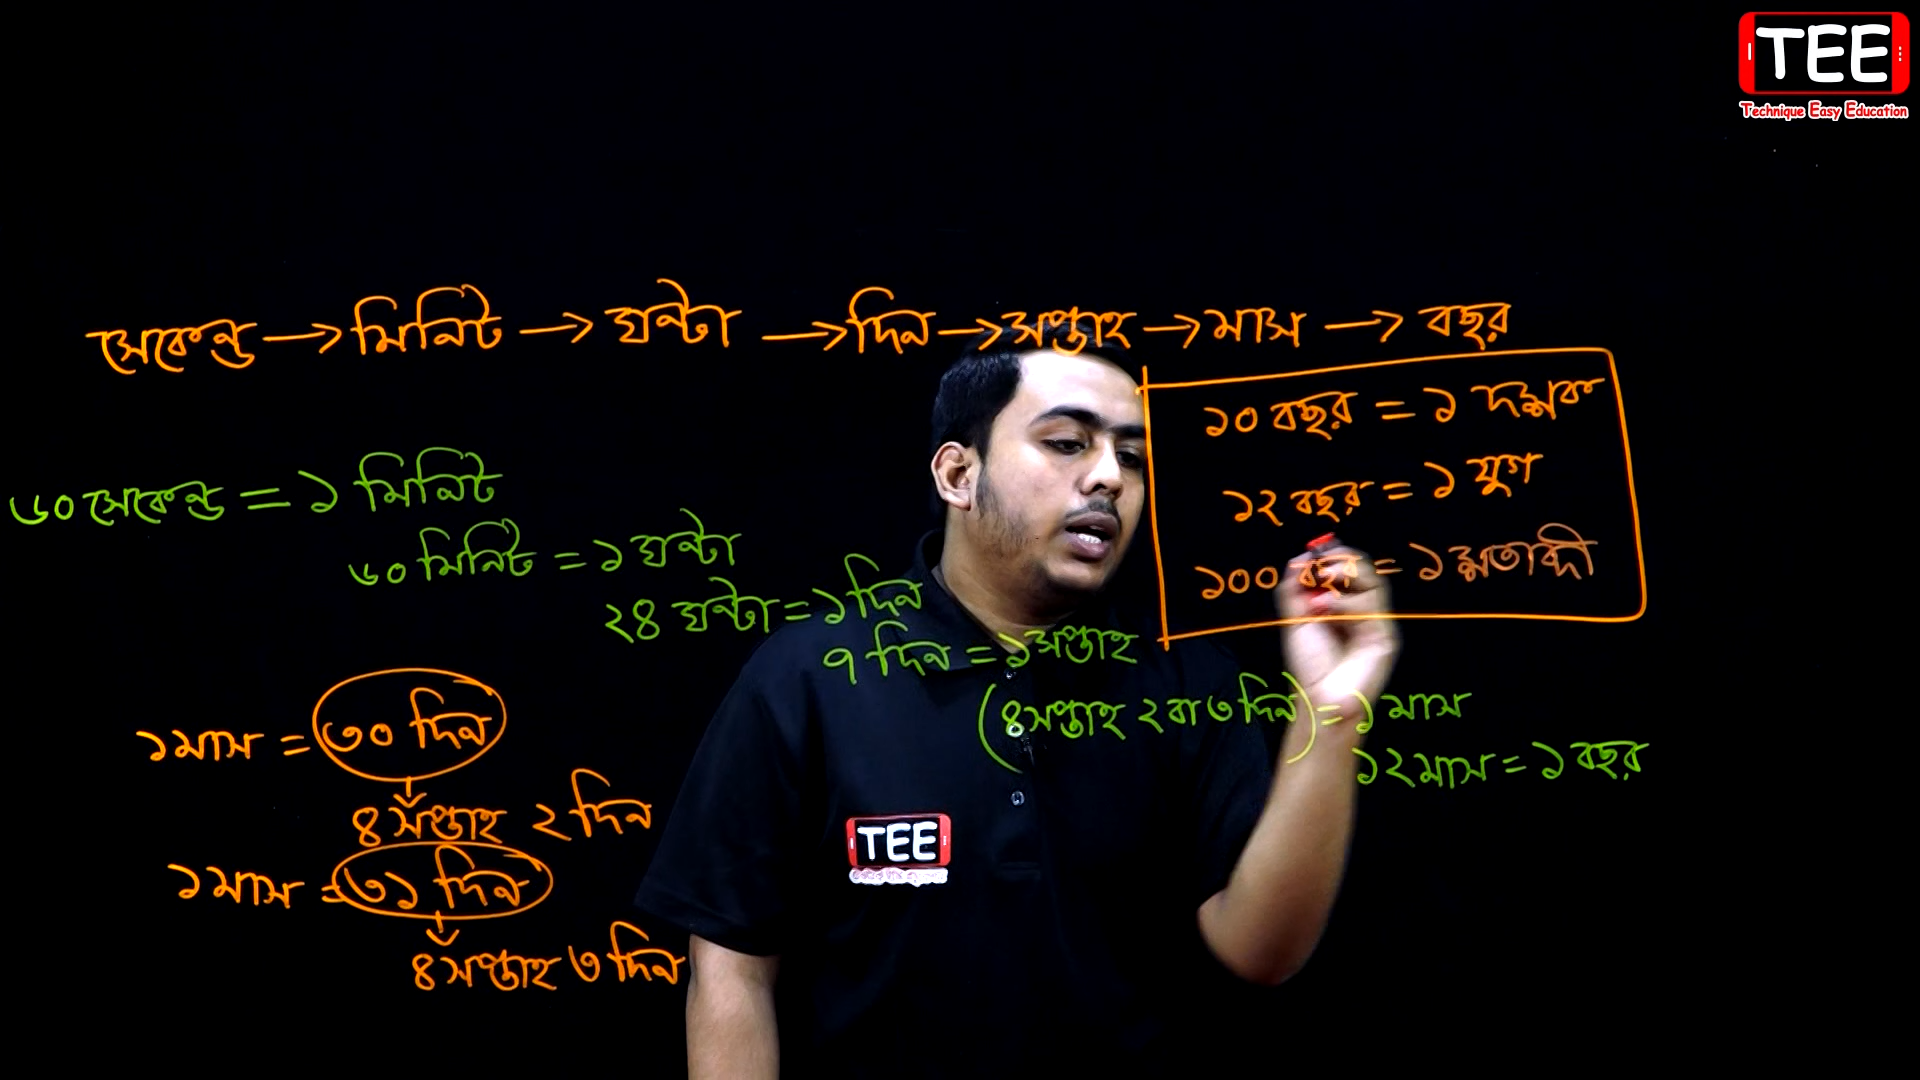 TEE
Technique Easy Education
সেকেন্ড → মিনিট → ঘন্টা → দিন → সপ্তাহ → মাস → বছর
১০ বছর = ১ দশক
১২ বছর = ১ যুগ
১০০ বছর = ১ শতাব্দী
৬০ সেকেন্ড = ১ মিনিট
৬০ মিনিট = ১ ঘন্টা
২৪ ঘন্টা = ১ দিন
৭ দিন = ১ সপ্তাহ
(৪ সপ্তাহ ২ বা ৩ দিন) = ১ মাস
১২ মাস = ১ বছর
১ মাস = ৩০ দিন
৪ সপ্তাহ ২ দিন
১ মাস = ৩১ দিন
৪ সপ্তাহ ৩ দিন
TEE